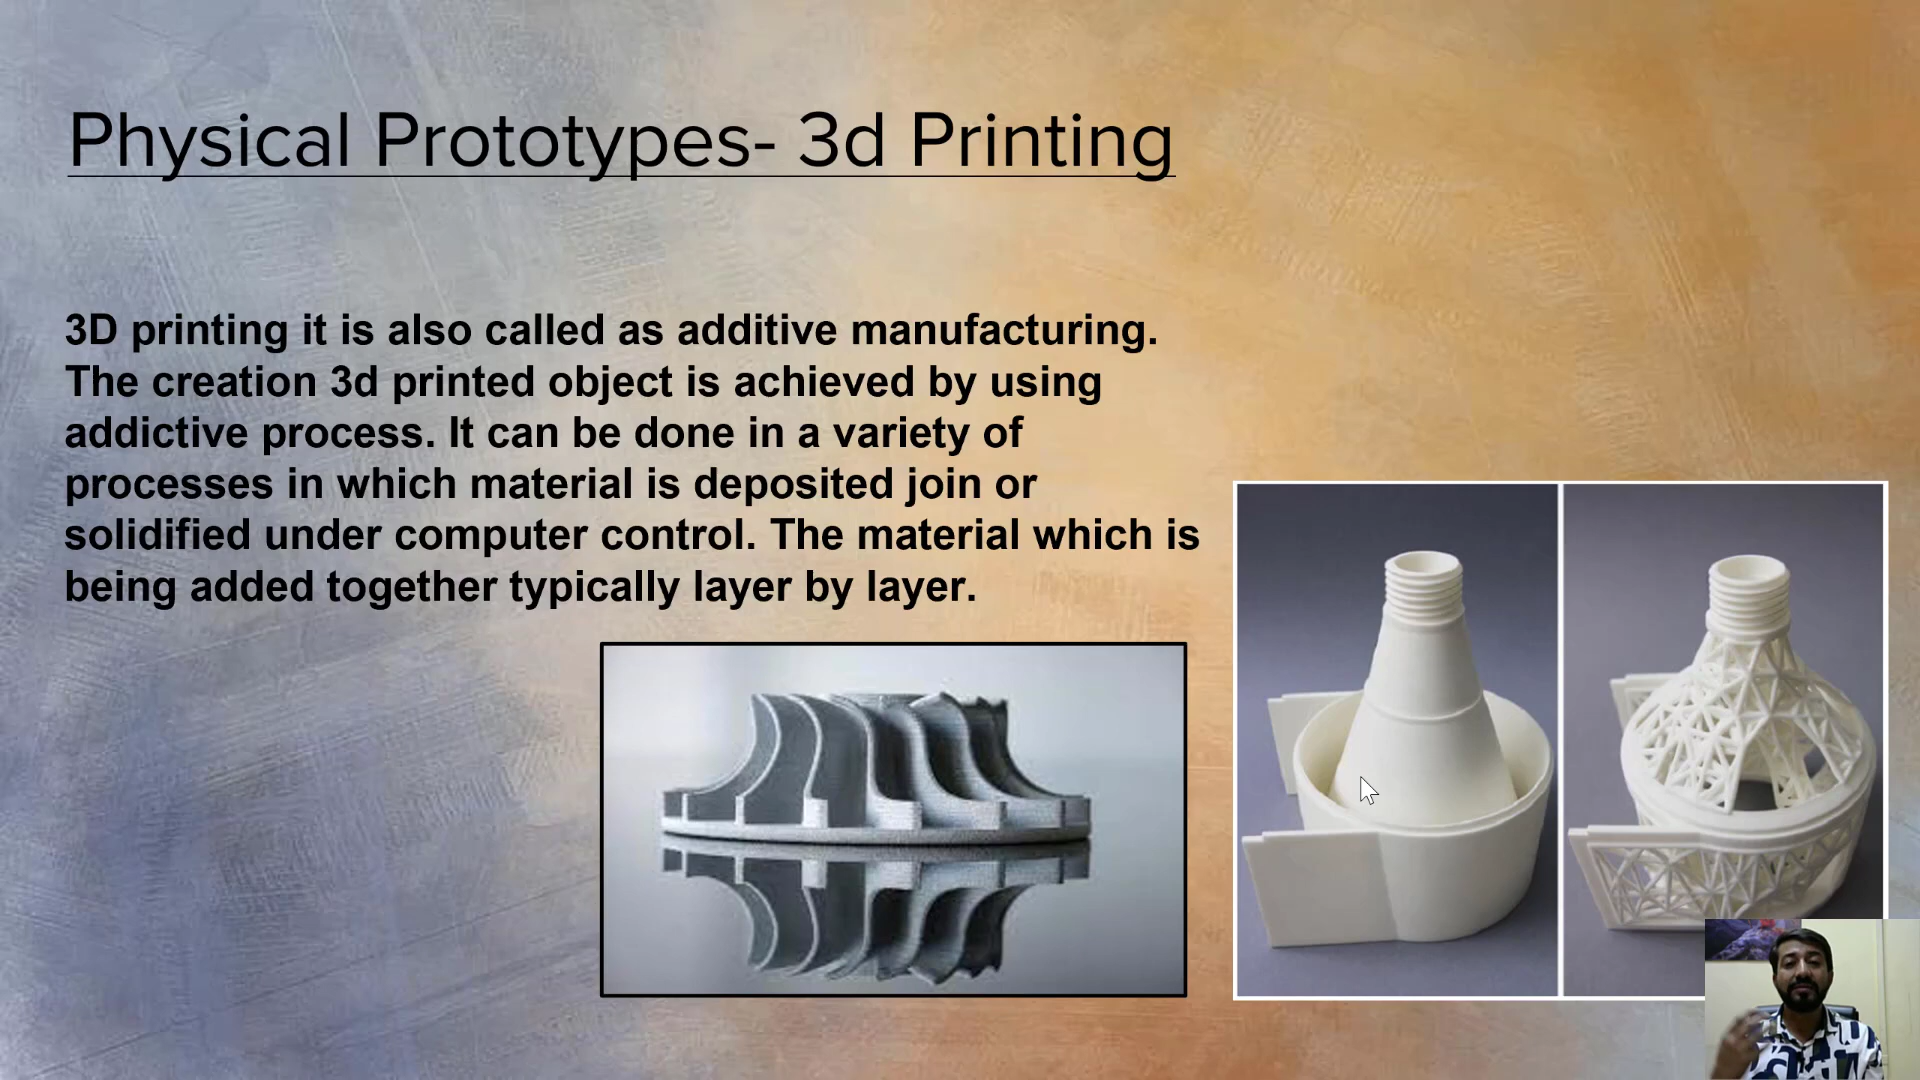 Physical Prototypes- 3d Printing
3D printing it is also called as additive manufacturing.
The creation 3d printed object is achieved by using
addictive process. It can be done in a variety of
processes in which material is deposited join or
solidified under computer control. The material which is
being added together typically layer by layer.